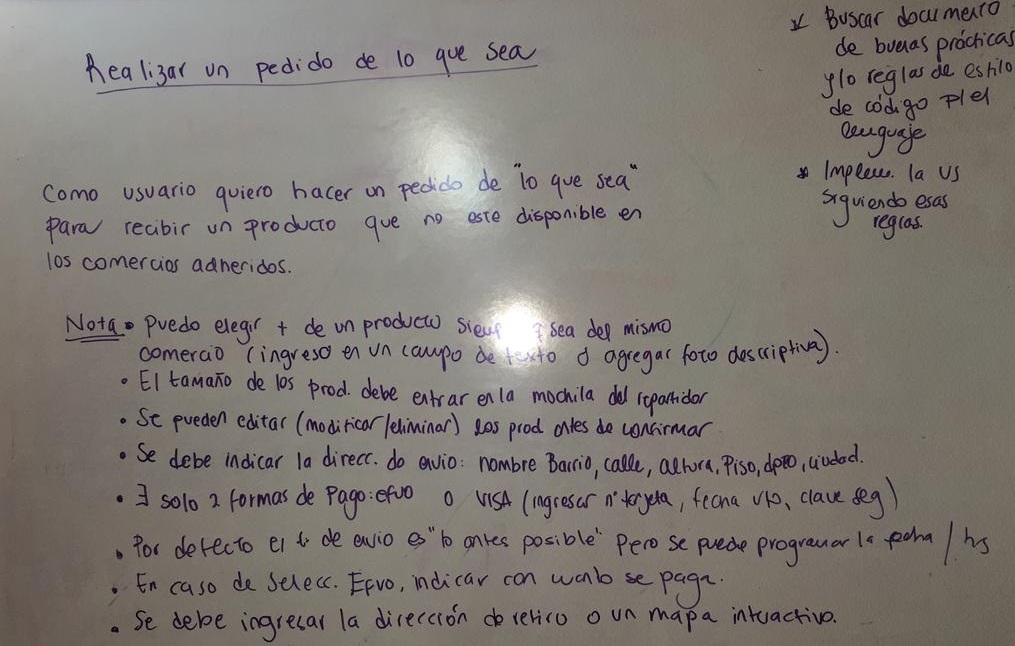 Realizar un pedido de lo que sea
Como usuario quiero hacer un pedido de "lo que sea"
para recibir un producto que no este disponible en
los comercios adheridos.
Nota • Puedo elegir + de un producto sea del mismo
comercio (ingreso en un campo de texto o agregar foto descriptiva).
• El tamaño de los prod. debe entrar en la mochila del repartidor
• Se pueden editar (modificar/eliminar) los prod antes de confirmar
• Se debe indicar la direcc. de envio: nombre Barrio, calle, altura, Piso, dpto, ciudad.
• ∃ solo 2 formas de Pago: efvo o VISA (ingresar n° tarjeta, fecha vto, clave seg)
• Por defecto el t de envio es "lo antes posible" pero se puede programar la fecha / hs
• En caso de selecc. Efvo, indicar con cuanto se paga.
• Se debe ingresar la dirección de retiro o un mapa interactivo.
* Buscar documento
de buenas prácticas
y/o reglas de estilo
de código p/ el
lenguaje
* Implem. la US
siguiendo esas
reglas.